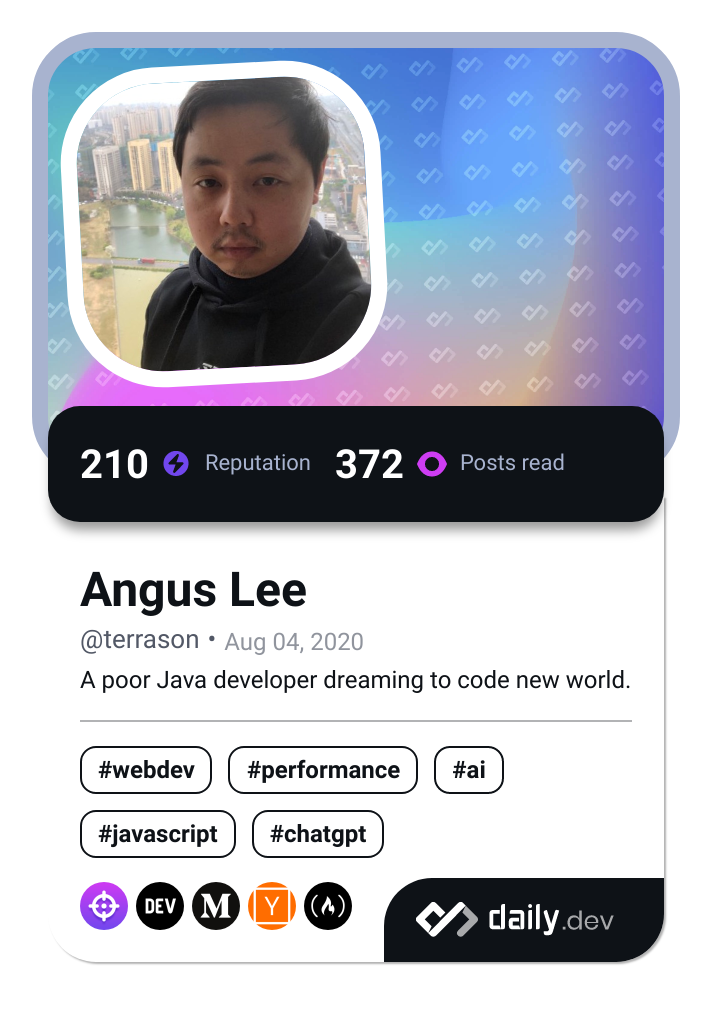 210 Reputation 372 Posts read
Angus Lee
@terrason • Aug 04, 2020
A poor Java developer dreaming to code new world.
#webdev #performance #ai
#javascript #chatgpt
DEV M Y
daily.dev